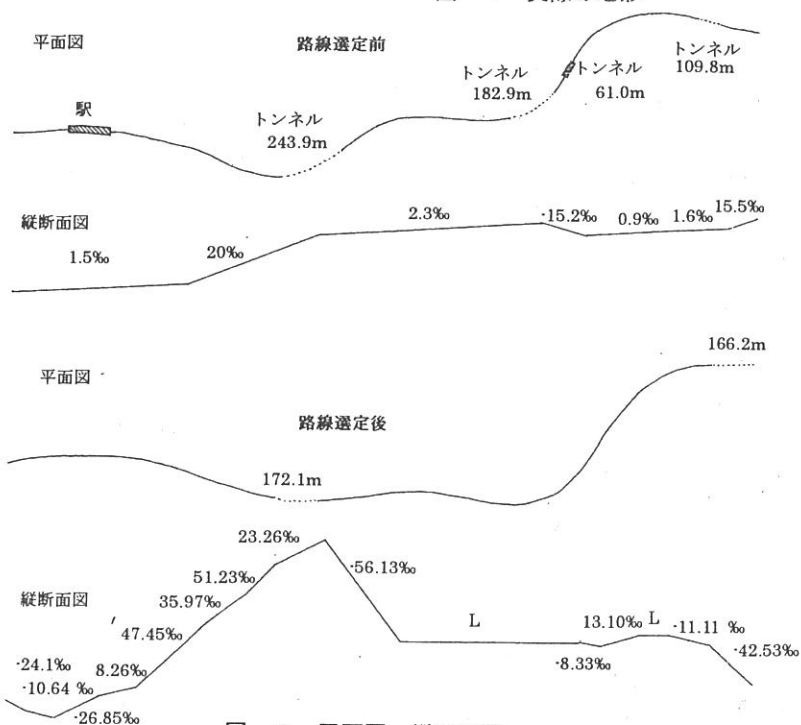 平面図
路線選定前
トンネル
109.8m
トンネル
182.9m
トンネル
61.0m
駅
トンネル
243.9m
縦断面図
1.5‰
20‰
2.3‰
-15.2‰
0.9‰
1.6‰
15.5‰
平面図
路線選定後
166.2m
172.1m
縦断面図
-24.1‰
-10.64 ‰
-26.85‰
8.26‰
47.45‰
35.97‰
51.23‰
23.26‰
-56.13‰
L
-8.33‰
13.10‰
L
-11.11 ‰
-42.53‰